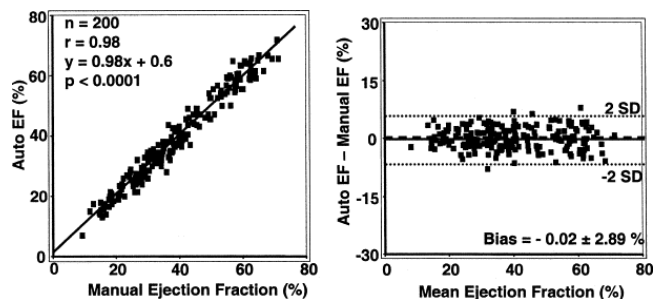 n = 200
r = 0.98
y = 0.98x + 0.6
p < 0.0001
Auto EF (%)
80
60
40
20
0
0 20 40 60 80
Manual Ejection Fraction (%)
Auto EF – Manual EF (%)
30
15
0
-15
-30
2 SD
-2 SD
Bias = - 0.02 ± 2.89 %
0 20 40 60 80
Mean Ejection Fraction (%)